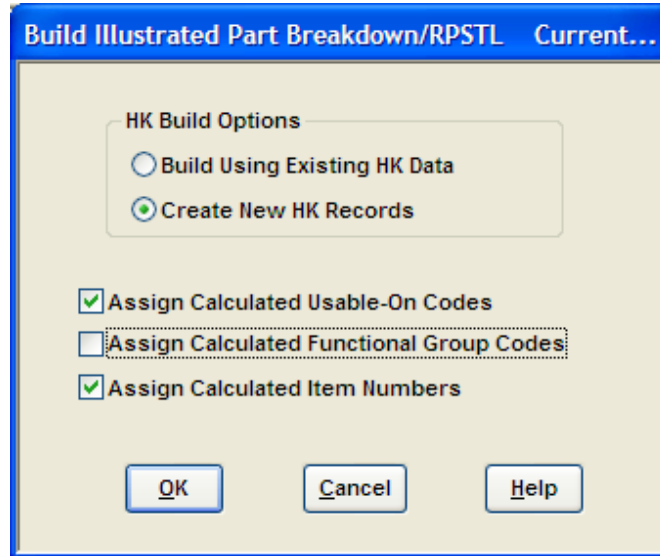 Build Illustrated Part Breakdown/RPSTL Current...
HK Build Options
Build Using Existing HK Data
Create New HK Records
Assign Calculated Usable-On Codes
Assign Calculated Functional Group Codes
Assign Calculated Item Numbers
OK Cancel Help